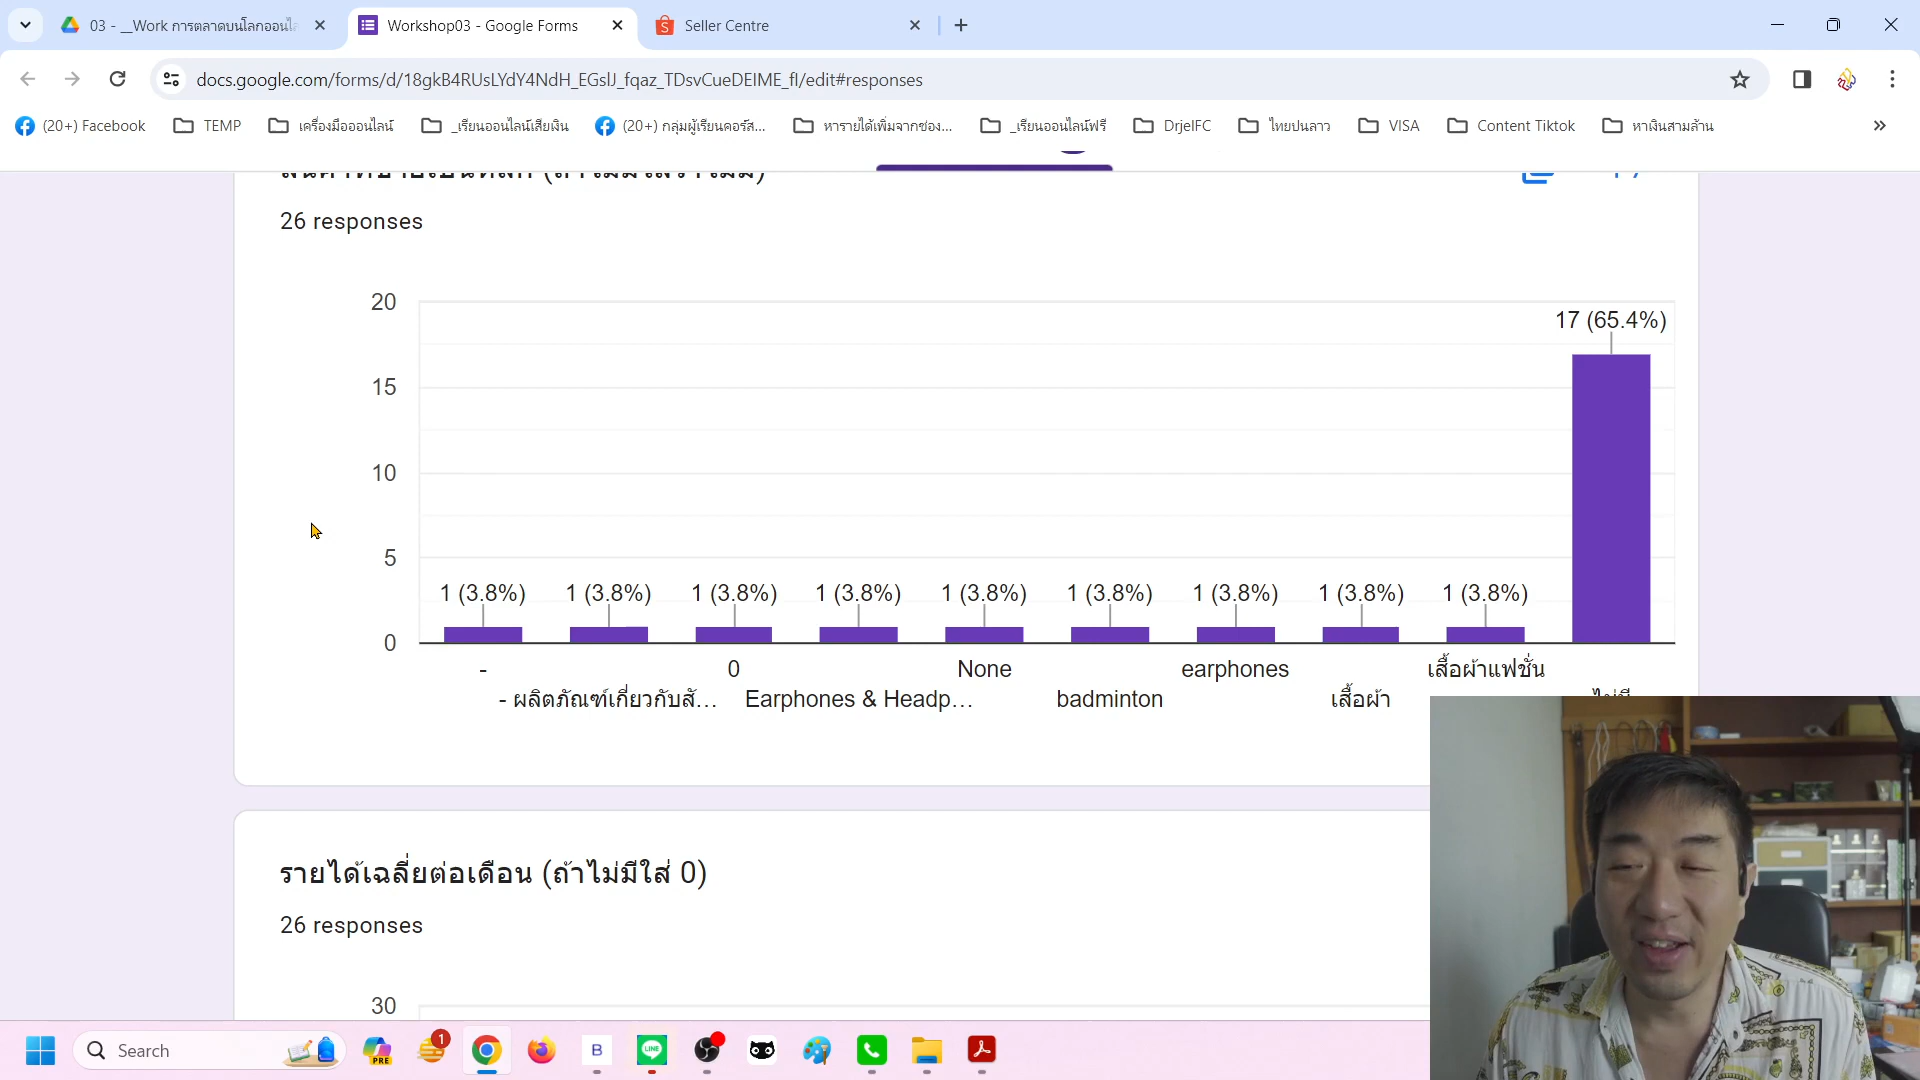 03 - __Work การตลาดบนโลกออนไล
Workshop03 - Google Forms
Seller Centre
docs.google.com/forms/d/18gkB4RUsLYdY4NdH_EGslJ_fqaz_TDsvCueDEIME_fI/edit#responses
(20+) Facebook
TEMP
เครื่องมือออนไลน์
_เรียนออนไลน์เสียเงิน
(20+) กลุ่มผู้เรียนคอร์ส...
หารายได้เพิ่มจากช่อง...
_เรียนออนไลน์ฟรี
DrjeIFC
ไทยปนลาว
VISA
Content Tiktok
หาเงินสามล้าน
26 responses
20
17 (65.4%)
15
10
5
1 (3.8%) 1 (3.8%) 1 (3.8%) 1 (3.8%) 1 (3.8%) 1 (3.8%) 1 (3.8%) 1 (3.8%) 1 (3.8%)
0
- 0 None earphones เสื้อผ้าแฟชั่น
- ผลิตภัณฑ์เกี่ยวกับสั... Earphones & Headp... badminton เสื้อผ้า
รายได้เฉลี่ยต่อเดือน (ถ้าไม่มีใส่ 0)
26 responses
30
Search
PRE
1
B
LINE